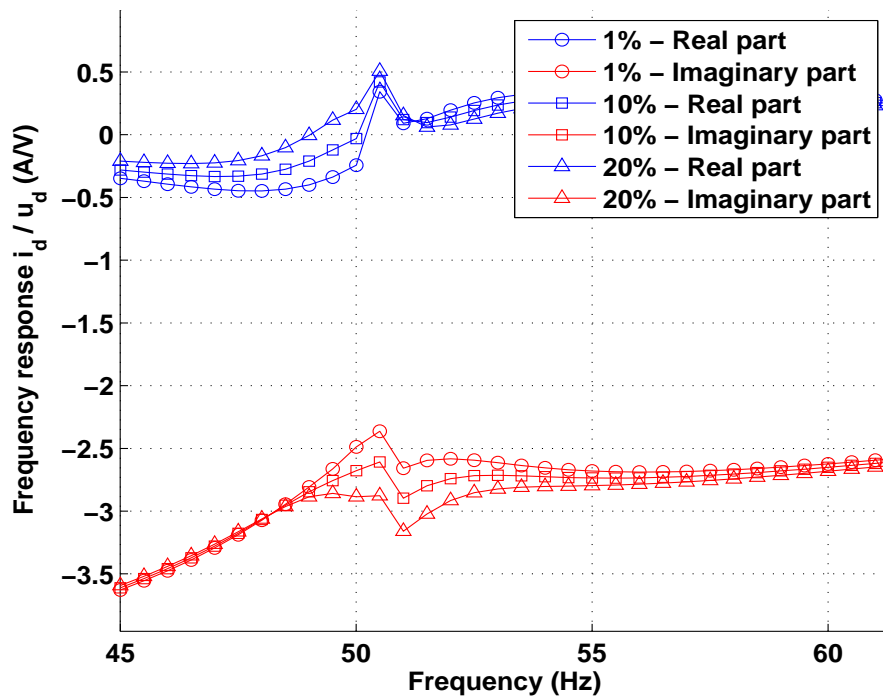 0.5
0
−0.5
−1
−1.5
−2
−2.5
−3
−3.5
45
50
55
60
Frequency (Hz)
Frequency response i_d / u_d (A/V)
1% − Real part
1% − Imaginary part
10% − Real part
10% − Imaginary part
20% − Real part
20% − Imaginary part